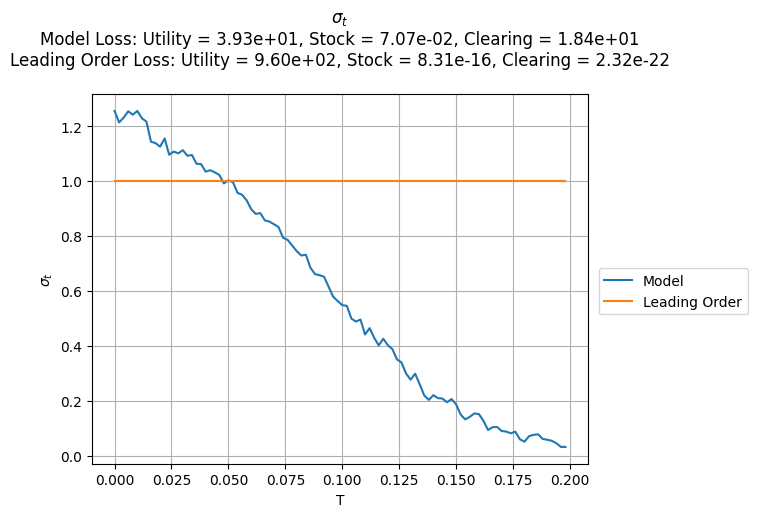 σₜ
Model Loss: Utility = 3.93e+01, Stock = 7.07e-02, Clearing = 1.84e+01
Leading Order Loss: Utility = 9.60e+02, Stock = 8.31e-16, Clearing = 2.32e-22
1.2
1.0
0.8
0.6
0.4
0.2
0.0
σₜ
0.000 0.025 0.050 0.075 0.100 0.125 0.150 0.175 0.200
T
Model
Leading Order